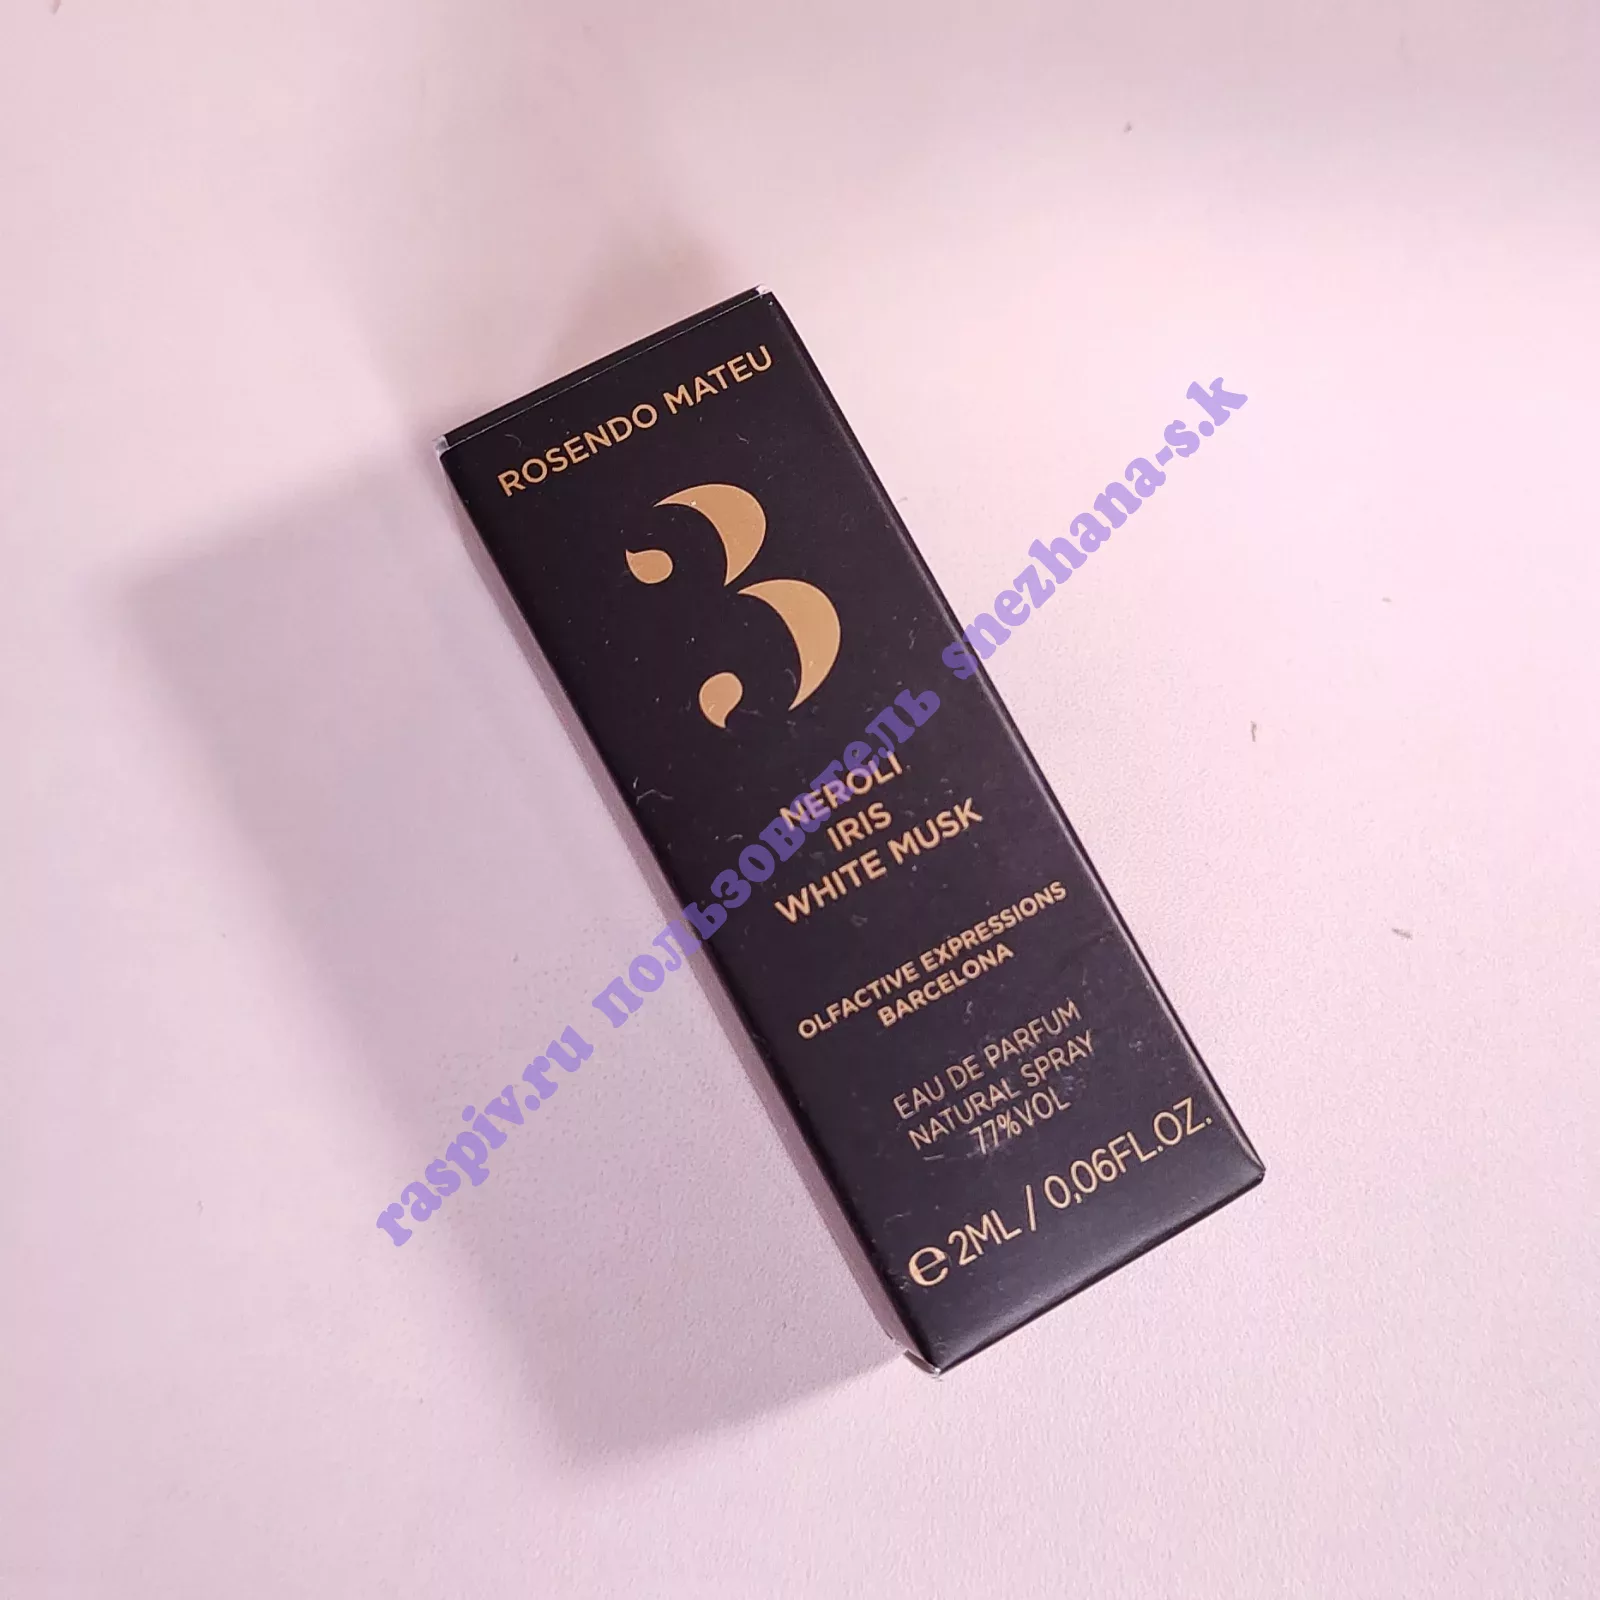 ROSENDO MATEU
3
NEROLI
IRIS
WHITE MUSK
OLFACTIVE EXPRESSIONS
BARCELONA
EAU DE PARFUM
NATURAL SPRAY
77%VOL
℮2ML / 0,06FL.OZ.
raspiv.ru пользователь snezhana-s.k